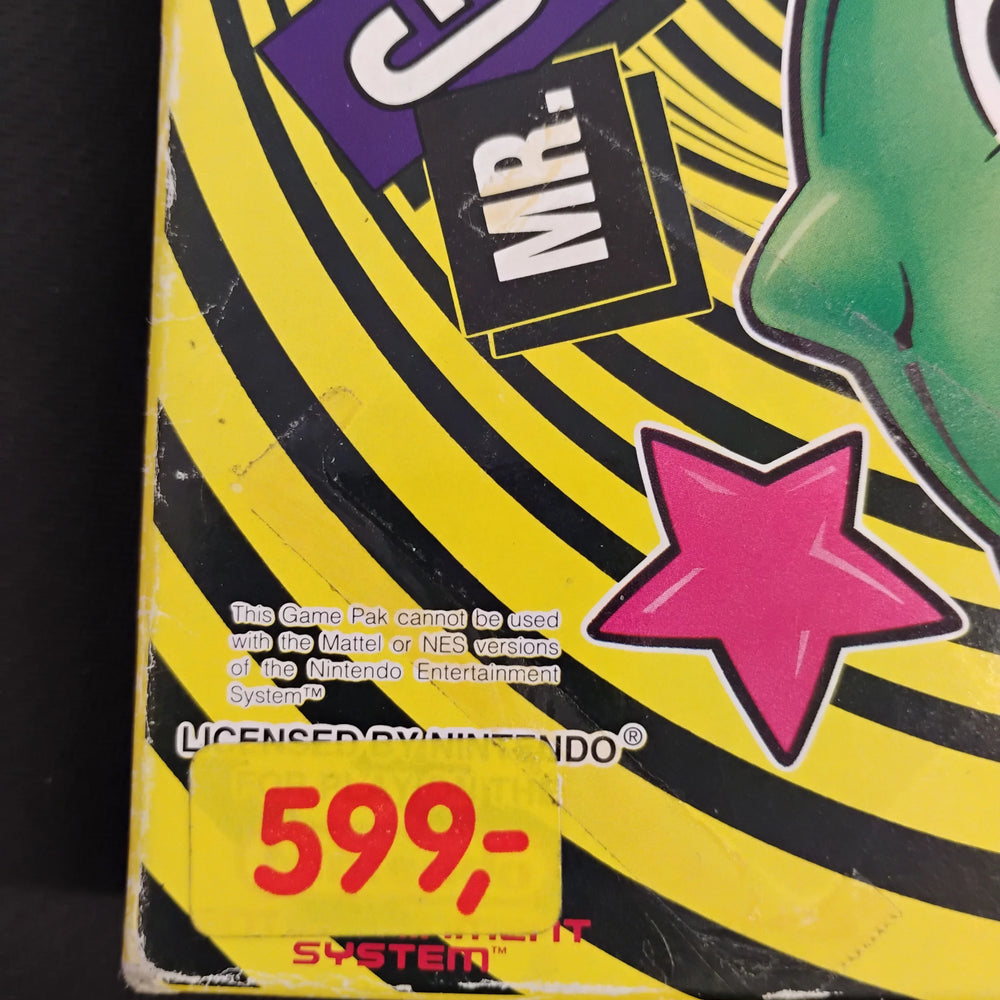 MR.
This Game Pak cannot be used
with the Mattel or NES versions
of the Nintendo Entertainment
System™
LICENSED BY NINTENDO®
599,-
SYSTEM™